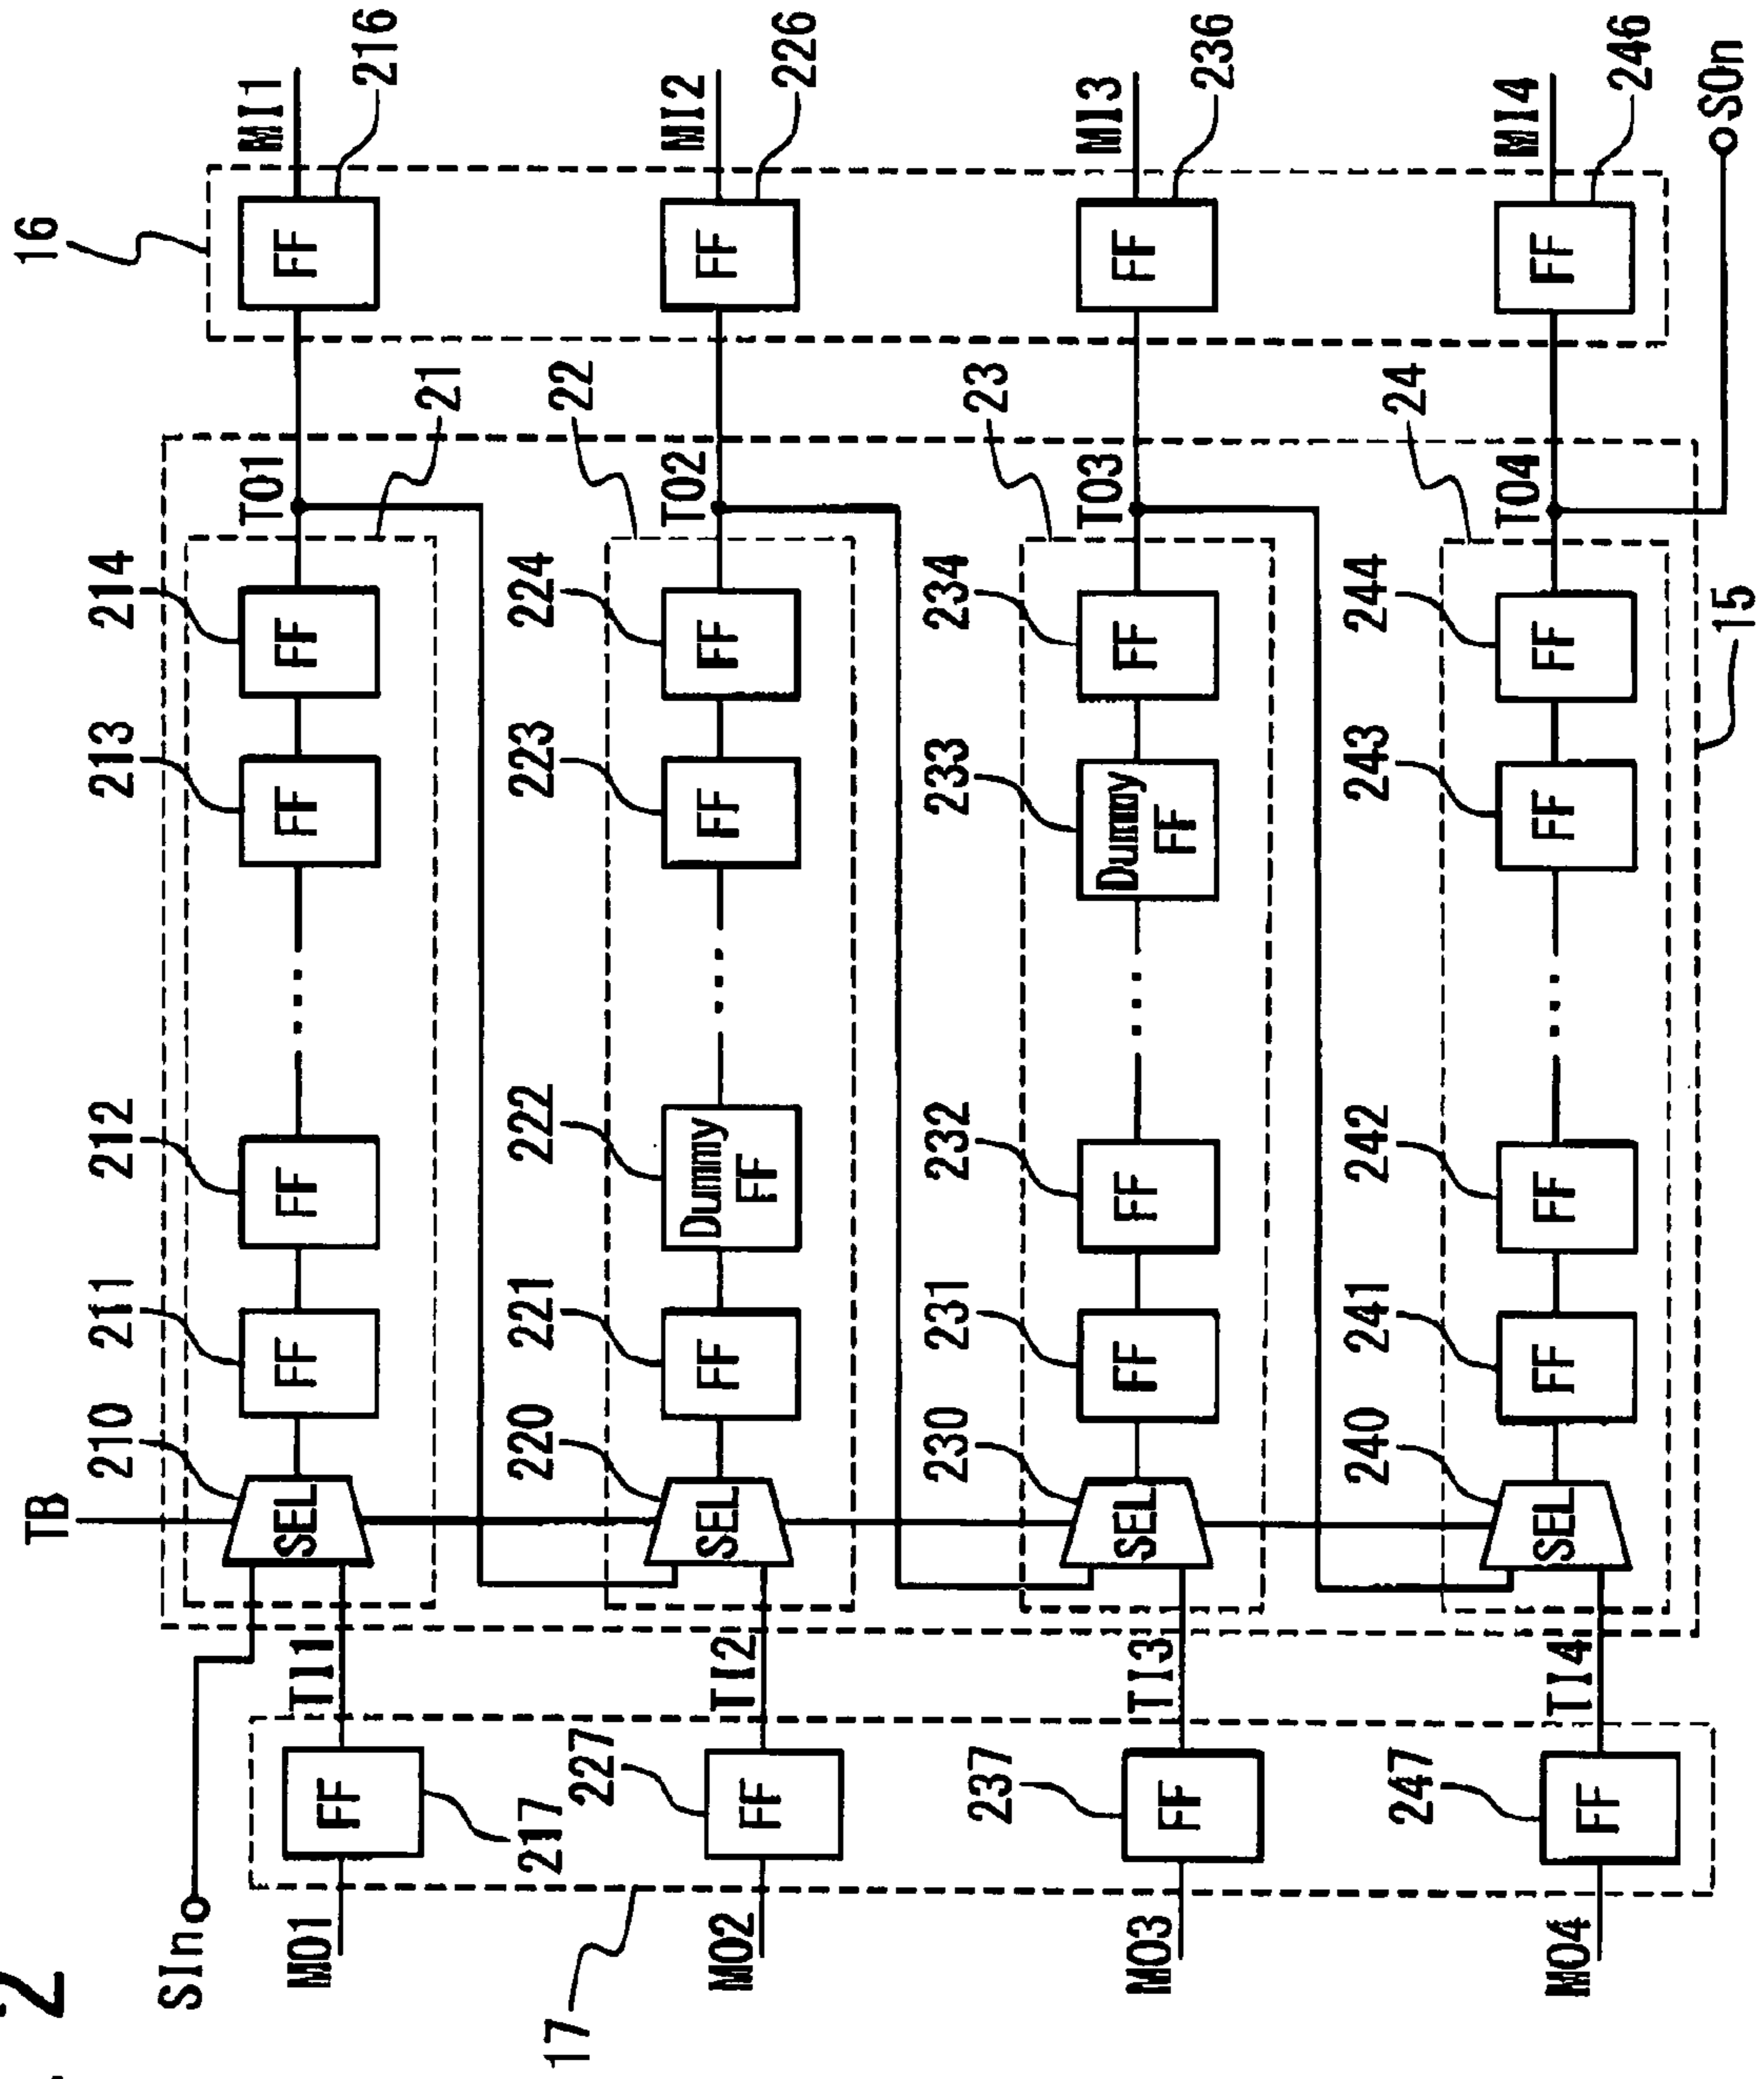 2
TB
16
210 211 212 213 214
SIn
TO1
MI1
SEL FF FF ... FF FF FF
MO1
TI1
FF
216
21
217
220 221 222 223 224
17
227
22
TO2
MI2
SEL FF Dummy FF ... FF FF FF
MO2
TI2
FF
226
230 231 232 233 234
237
23
TO3
MI3
SEL FF FF ... Dummy FF FF FF
MO3
TI3
FF
236
240 241 242 243 244
247
24
TO4
MI4
SEL FF FF ... FF FF FF
MO4
TI4
FF
246
15
SOn